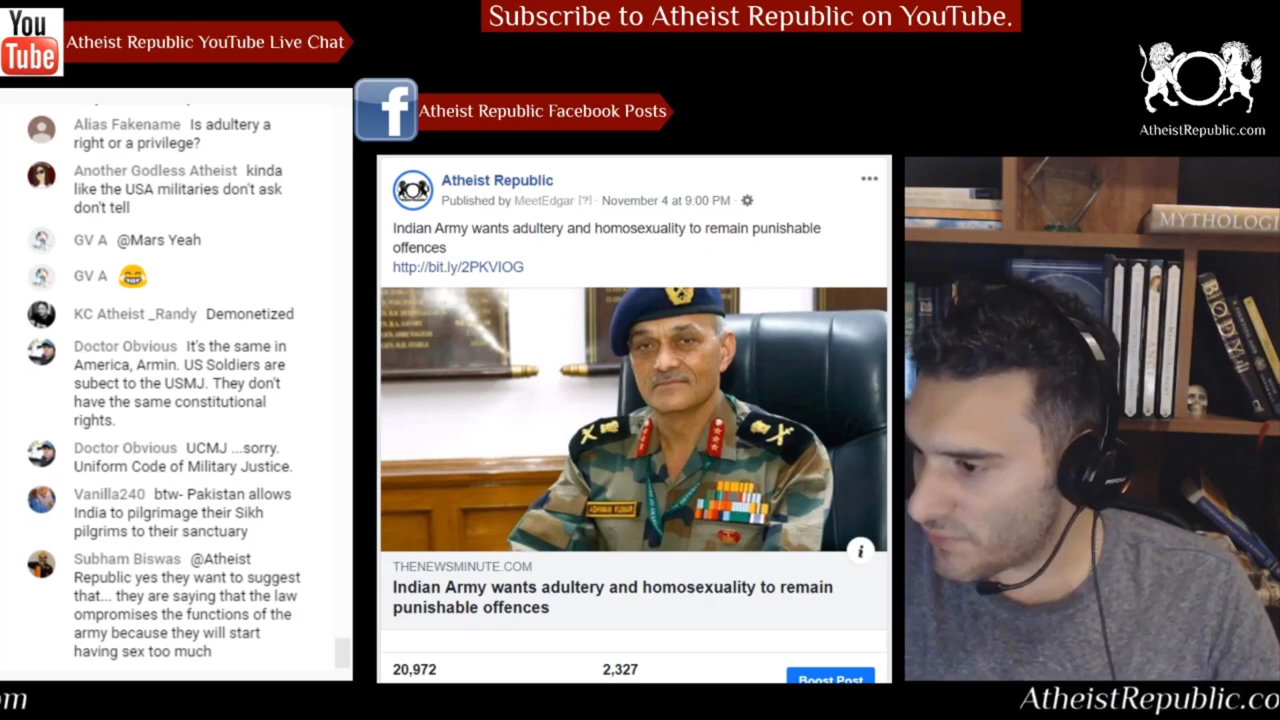 Subscribe to Atheist Republic on YouTube.
You
Tube
Atheist Republic YouTube Live Chat
Atheist Republic Facebook Posts
AtheistRepublic.com
Alias Fakename Is adultery a
right or a privilege?
Another Godless Atheist kinda
like the USA militaries don't ask
don't tell
GV A @Mars Yeah
GV A 😂
KC Atheist _Randy Demonetized
Doctor Obvious It's the same in
America, Armin. US Soldiers are
subect to the USMJ. They don't
have the same constitutional
rights.
Doctor Obvious UCMJ ...sorry.
Uniform Code of Military Justice.
Vanilla240 btw- Pakistan allows
India to pilgrimage their Sikh
pilgrims to their sanctuary
Subham Biswas @Atheist
Republic yes they want to suggest
that... they are saying that the law
ompromises the functions of the
army because they will start
having sex too much
Atheist Republic
Published by MeetEdgar [?] · November 4 at 9:00 PM ·
Indian Army wants adultery and homosexuality to remain punishable
offences
http://bit.ly/2PKVIOG
ASHWANI KUMAR
THENEWSMINUTE.COM
Indian Army wants adultery and homosexuality to remain
punishable offences
20,972
2,327
Boost Post
MYTHOLOGI
BODY
om
AtheistRepublic.co